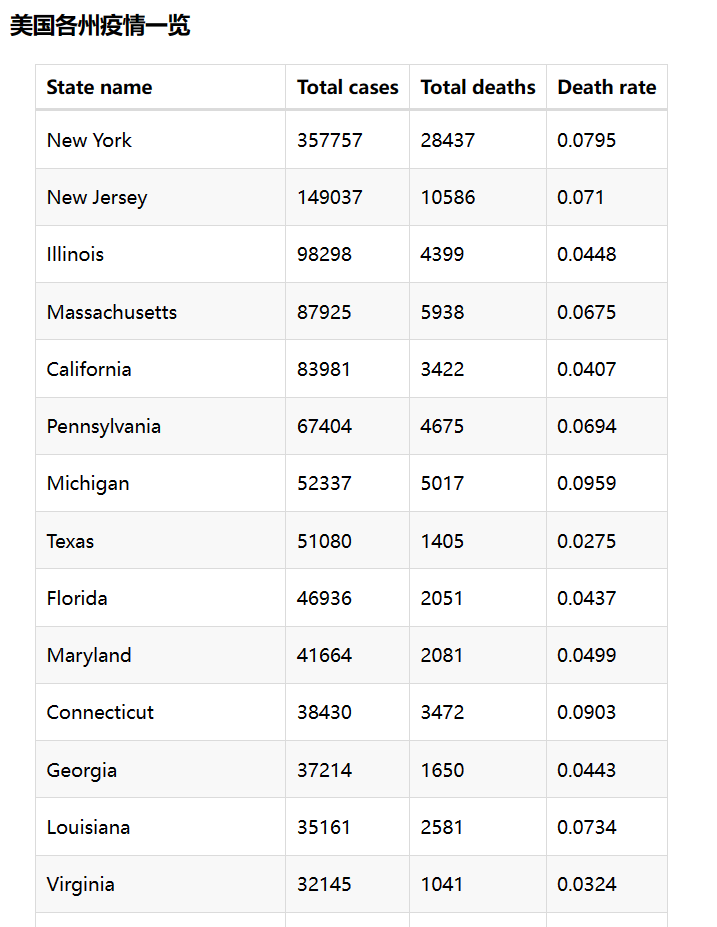 美国各州疫情一览
State name Total cases Total deaths Death rate
New York 357757 28437 0.0795
New Jersey 149037 10586 0.071
Illinois 98298 4399 0.0448
Massachusetts 87925 5938 0.0675
California 83981 3422 0.0407
Pennsylvania 67404 4675 0.0694
Michigan 52337 5017 0.0959
Texas 51080 1405 0.0275
Florida 46936 2051 0.0437
Maryland 41664 2081 0.0499
Connecticut 38430 3472 0.0903
Georgia 37214 1650 0.0443
Louisiana 35161 2581 0.0734
Virginia 32145 1041 0.0324